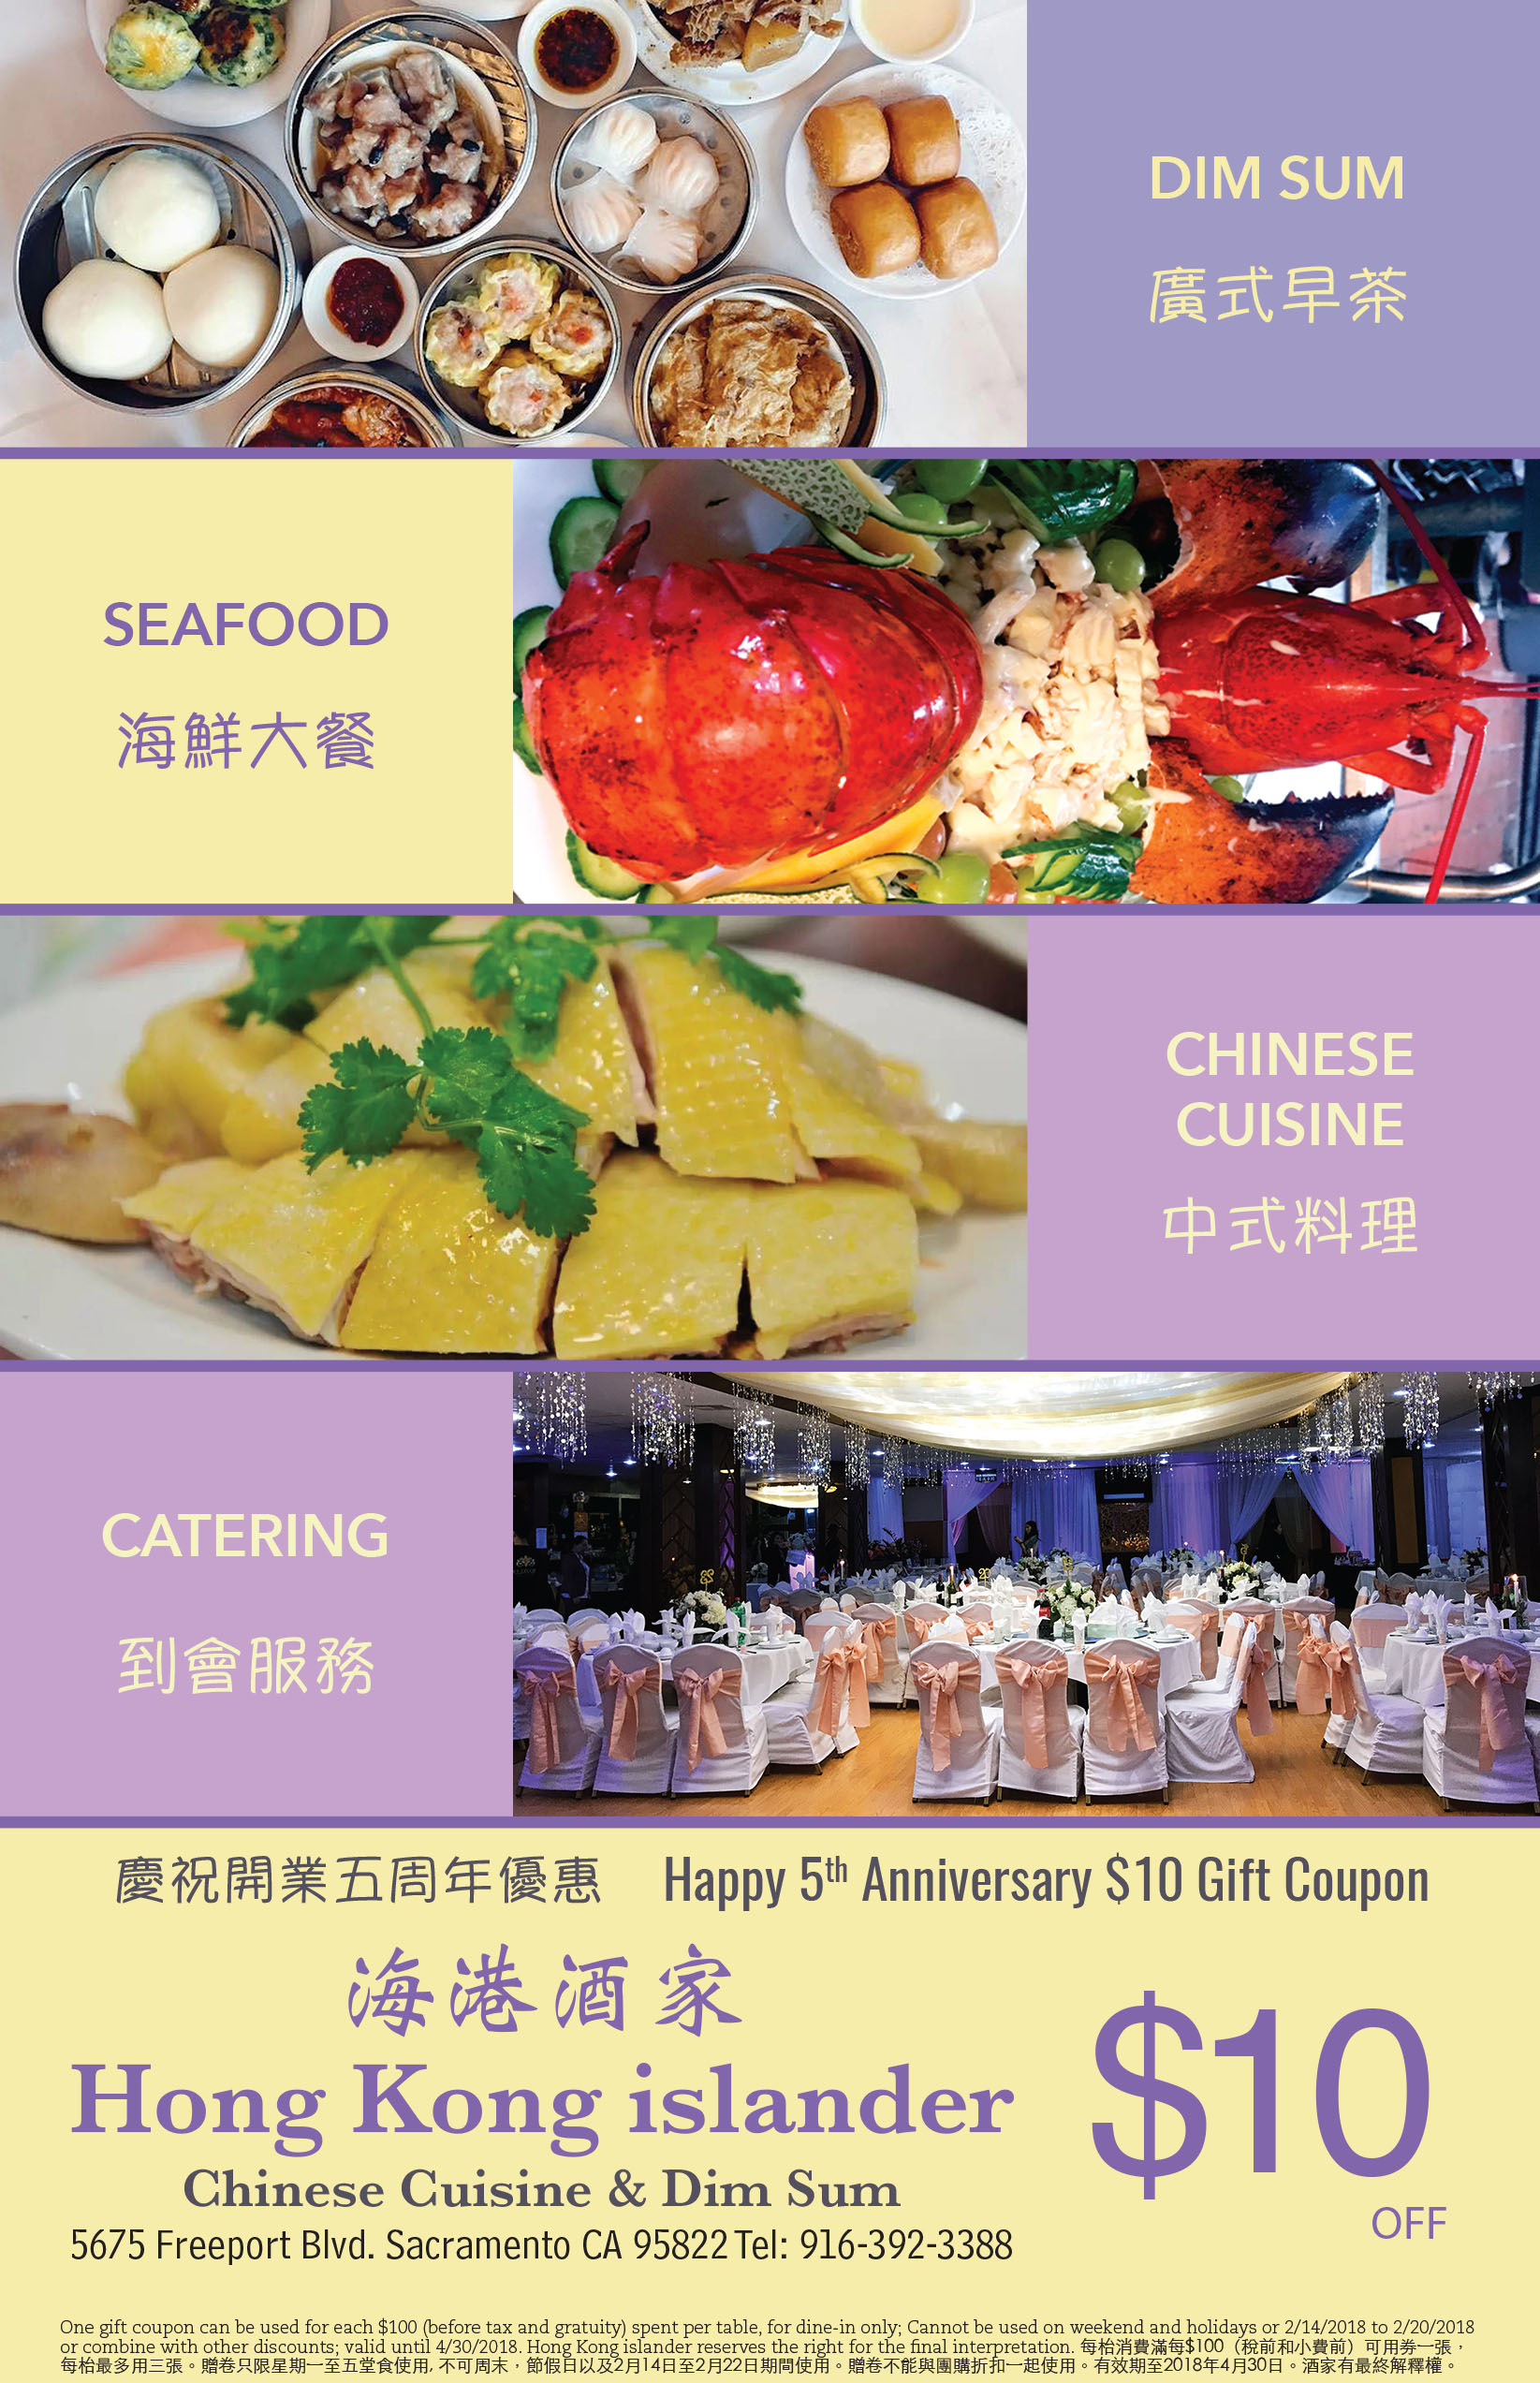 DIM SUM
廣式早茶
SEAFOOD
海鮮大餐
CHINESE
CUISINE
中式料理
CATERING
到會服務
慶祝開業五周年優惠 Happy 5th Anniversary $10 Gift Coupon
海港酒家
Hong Kong islander
Chinese Cuisine & Dim Sum
5675 Freeport Blvd. Sacramento CA 95822 Tel: 916-392-3388
$10
OFF
One gift coupon can be used for each $100 (before tax and gratuity) spent per table, for dine-in only; Cannot be used on weekend and holidays or 2/14/2018 to 2/20/2018
or combine with other discounts; valid until 4/30/2018. Hong Kong islander reserves the right for the final interpretation. 每枱消費滿每$100（稅前和小費前）可用券一張，
每枱最多用三張。贈卷只限星期一至五堂食使用, 不可周末，節假日以及2月14日至2月22日期間使用。贈卷不能與團購折扣一起使用。有效期至2018年4月30日。酒家有最終解釋權。